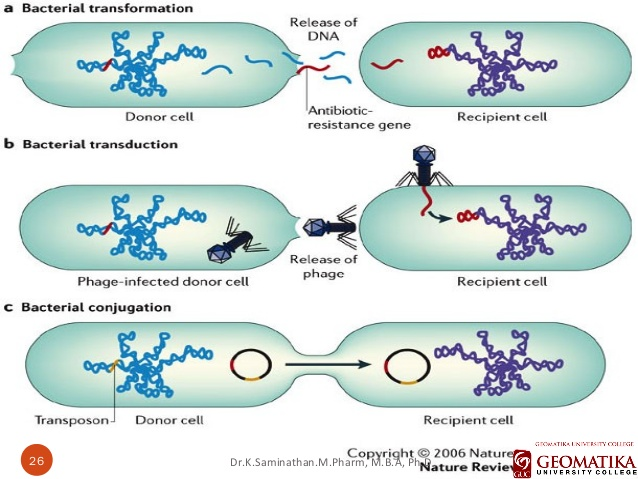 a Bacterial transformation
Release of
DNA
Antibiotic-
resistance gene
Donor cell
Recipient cell
b Bacterial transduction
Release of
phage
Phage-infected donor cell
Recipient cell
c Bacterial conjugation
Transposon
Donor cell
Recipient cell
Copyright © 2006 Nature
Nature Review
26
Dr.K.Saminathan.M.Pharm, M.B.A, Ph.D
GEOMATIKA UNIVERSITY COLLEGE
GUC
GEOMATIKA
UNIVERSITY COLLEGE